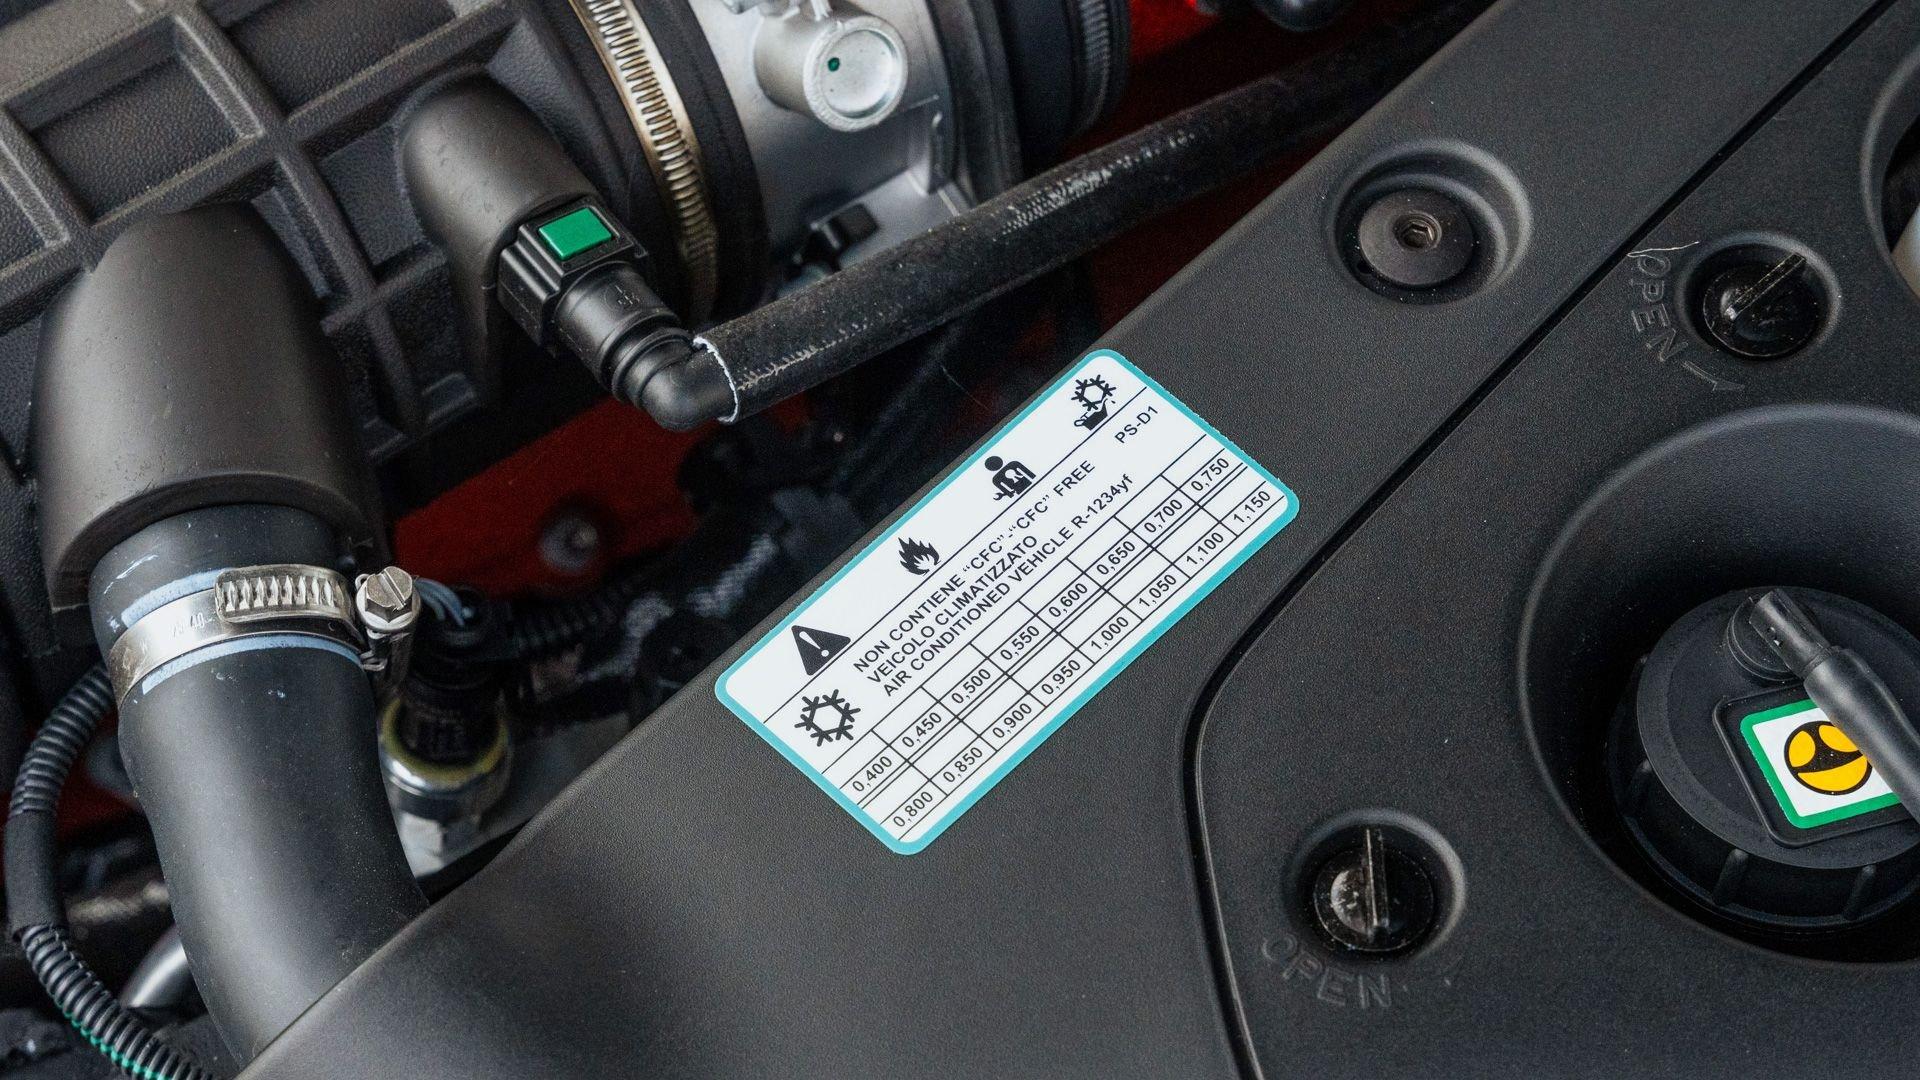 NON CONTIENE “CFC”-“CFC” FREE
VEICOLO CLIMATIZZATO
AIR CONDITIONED VEHICLE R-1234yf
PS-D1
0,400 0,450 0,500 0,550 0,600 0,650 0,700 0,750
0,800 0,850 0,900 0,950 1,000 1,050 1,100 1,150
OPEN
OPEN